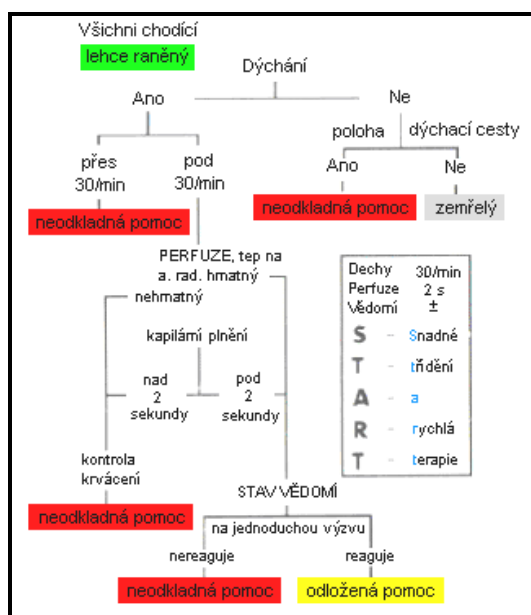 Všichni chodící
lehce raněný
Dýchání
Ano
Ne
poloha
dýchací cesty
přes
30/min
pod
30/min
Ano
Ne
neodkladná pomoc
neodkladná pomoc
zemřelý
PERFUZE, tep na
a. rad. hmatný
nehmatný
kapilární plnění
nad
2
sekundy
pod
2
sekundy
kontrola
krvácení
neodkladná pomoc
STAV VĚDOMÍ
na jednoduchou výzvu
nereaguje
reaguje
neodkladná pomoc
odložená pomoc
Dechy 30/min
Perfuze 2 s
Vědomí ±
S - Snadné
T - třídění
A - a
R - rychlá
T - terapie